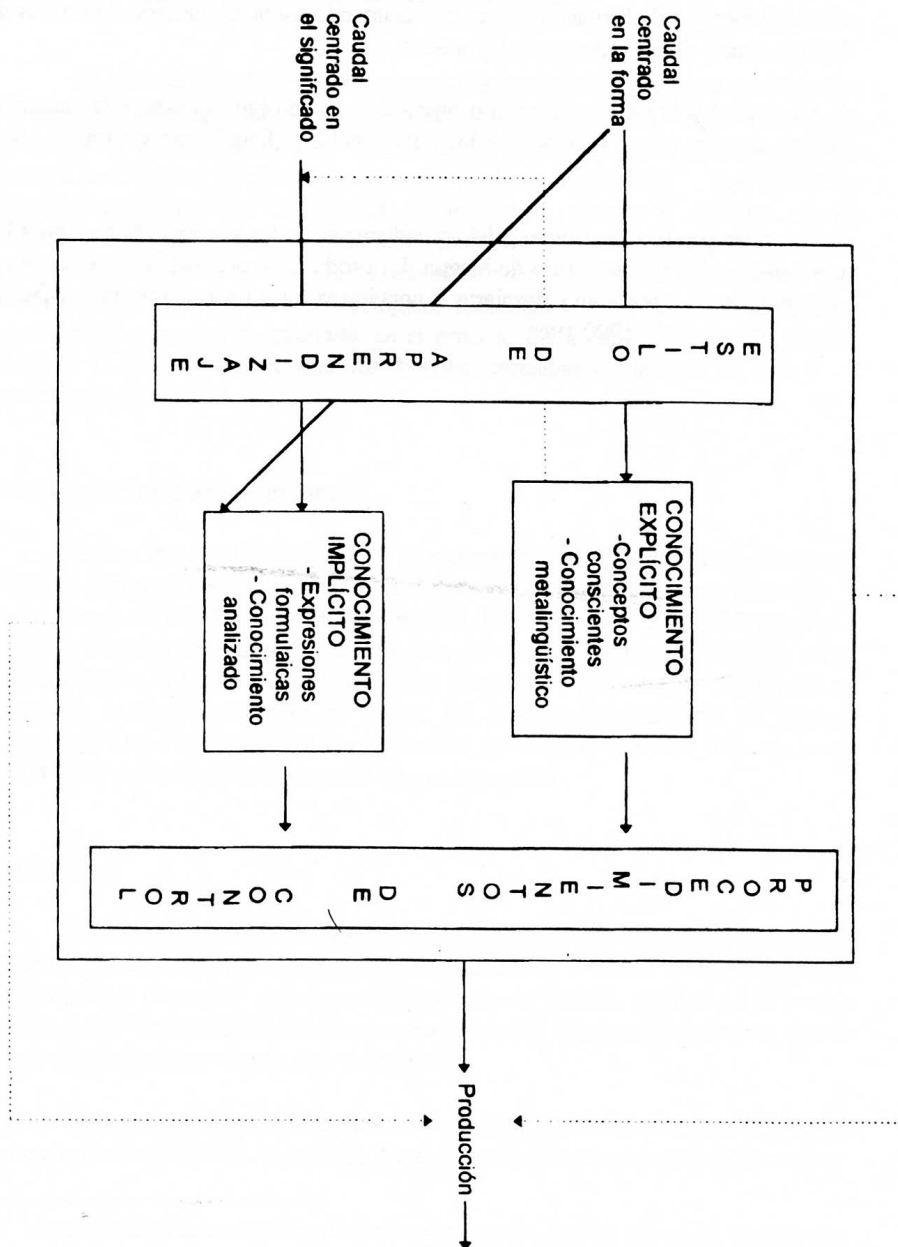 Caudal
centrado
en la forma
Caudal
centrado en
el significado
ESTILO DE APRENDIZAJE
CONOCIMIENTO
EXPLÍCITO
-Conceptos
conscientes
- Conocimiento
metalingüístico
CONOCIMIENTO
IMPLÍCITO
- Expresiones
formulaicas
- Conocimiento
analizado
PROCEDIMIENTOS DE CONTROL
Producción